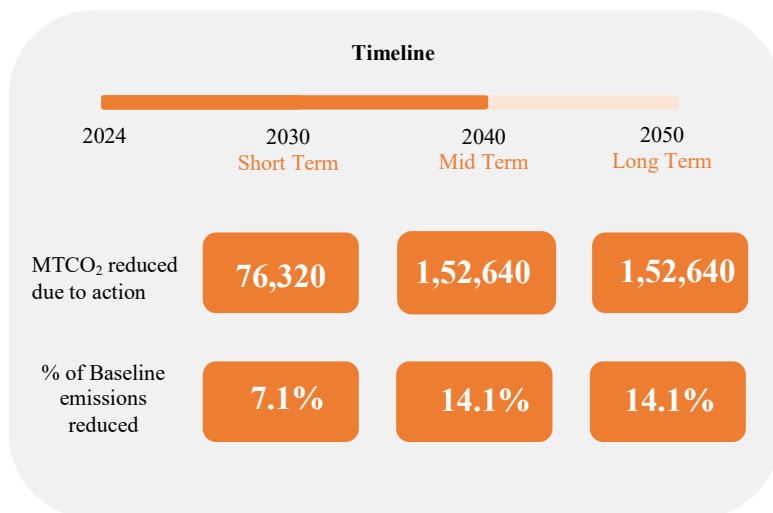 Timeline
2024 2030 2040 2050
Short Term Mid Term Long Term
MTCO₂ reduced
due to action
76,320 1,52,640 1,52,640
% of Baseline
emissions
reduced
7.1% 14.1% 14.1%